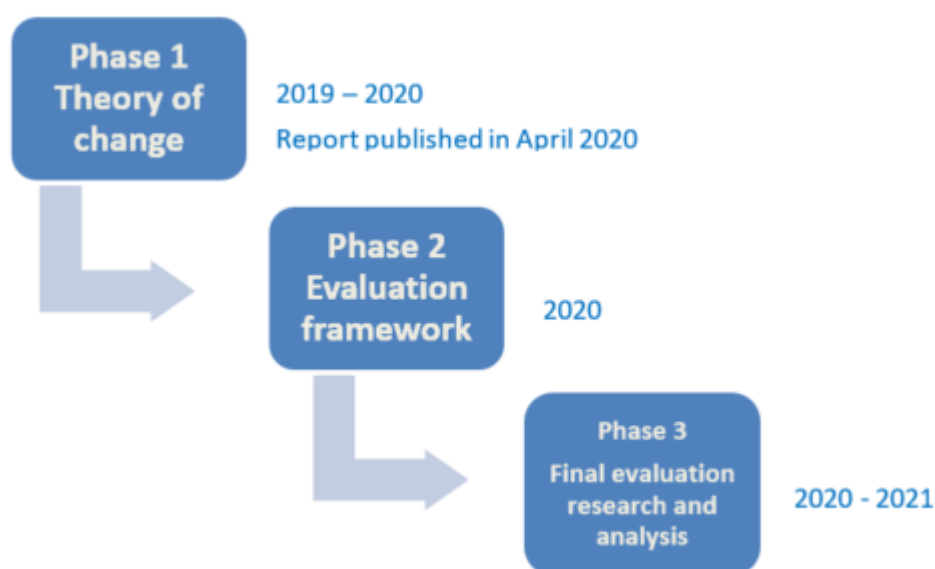 Phase 1
Theory of
change
2019 – 2020
Report published in April 2020
Phase 2
Evaluation
framework
2020
Phase 3
Final evaluation
research and
analysis
2020 - 2021